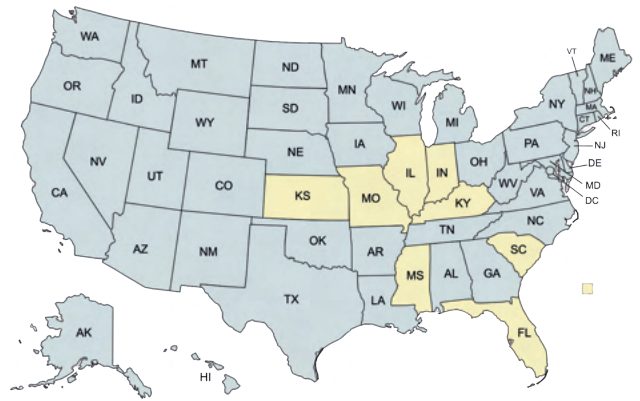 WA
MT
ND
MN
VT
ME
OR
ID
SD
WI
MI
NY
NH
MA
CT
RI
WY
NE
IA
PA
NJ
NV
UT
CO
IL
IN
OH
DE
WV
VA
MD
DC
CA
KS
MO
KY
AZ
NM
OK
AR
TN
NC
SC
TX
LA
MS
AL
GA
FL
AK
HI